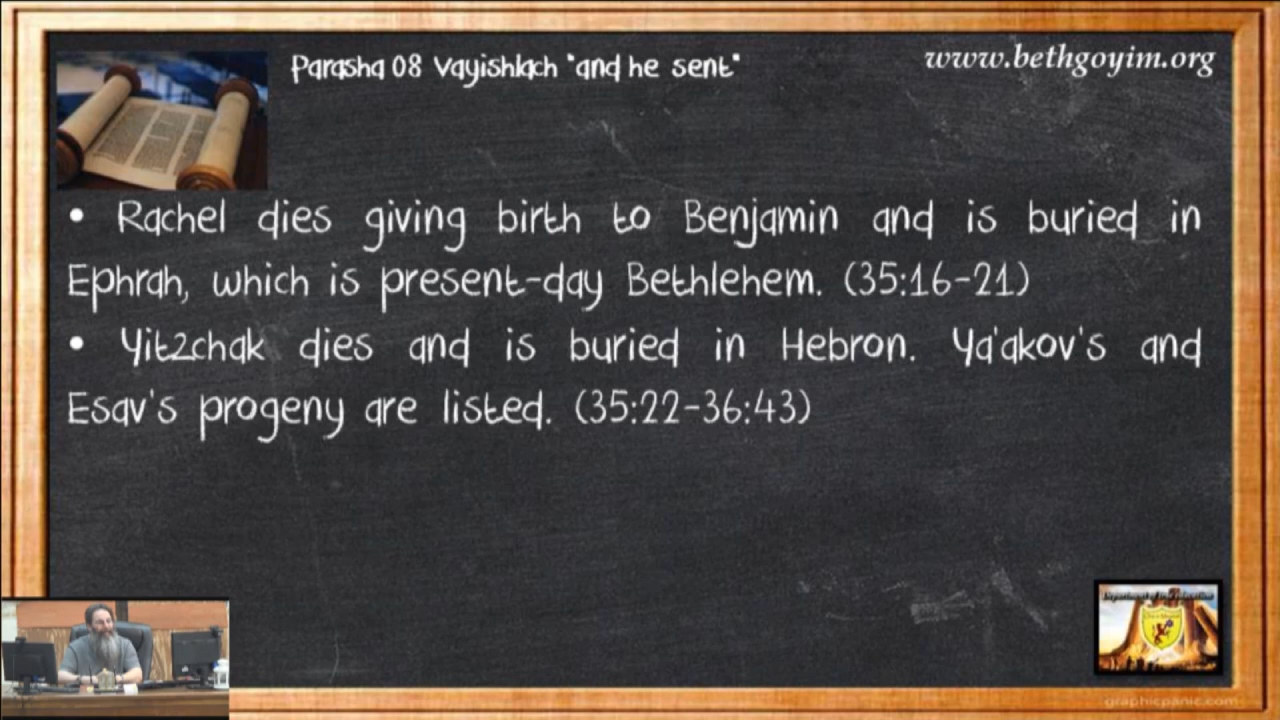 Parasha 08 Vayishlach "and he sent"
www.bethgoyim.org
• Rachel dies giving birth to Benjamin and is buried in
Ephrah, which is present-day Bethlehem. (35:16-21)
• Yitzchak dies and is buried in Hebron. Ya'akov's and
Esav's progeny are listed. (35:22-36:43)
graphicpanic.com